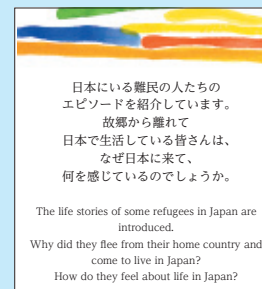 日本にいる難民の人たちの
エピソードを紹介しています。
故郷から離れて
日本で生活している皆さんは、
なぜ日本に来て、
何を感じているのでしょうか。
The life stories of some refugees in Japan are
introduced.
Why did they flee from their home country and
come to live in Japan?
How do they feel about life in Japan?